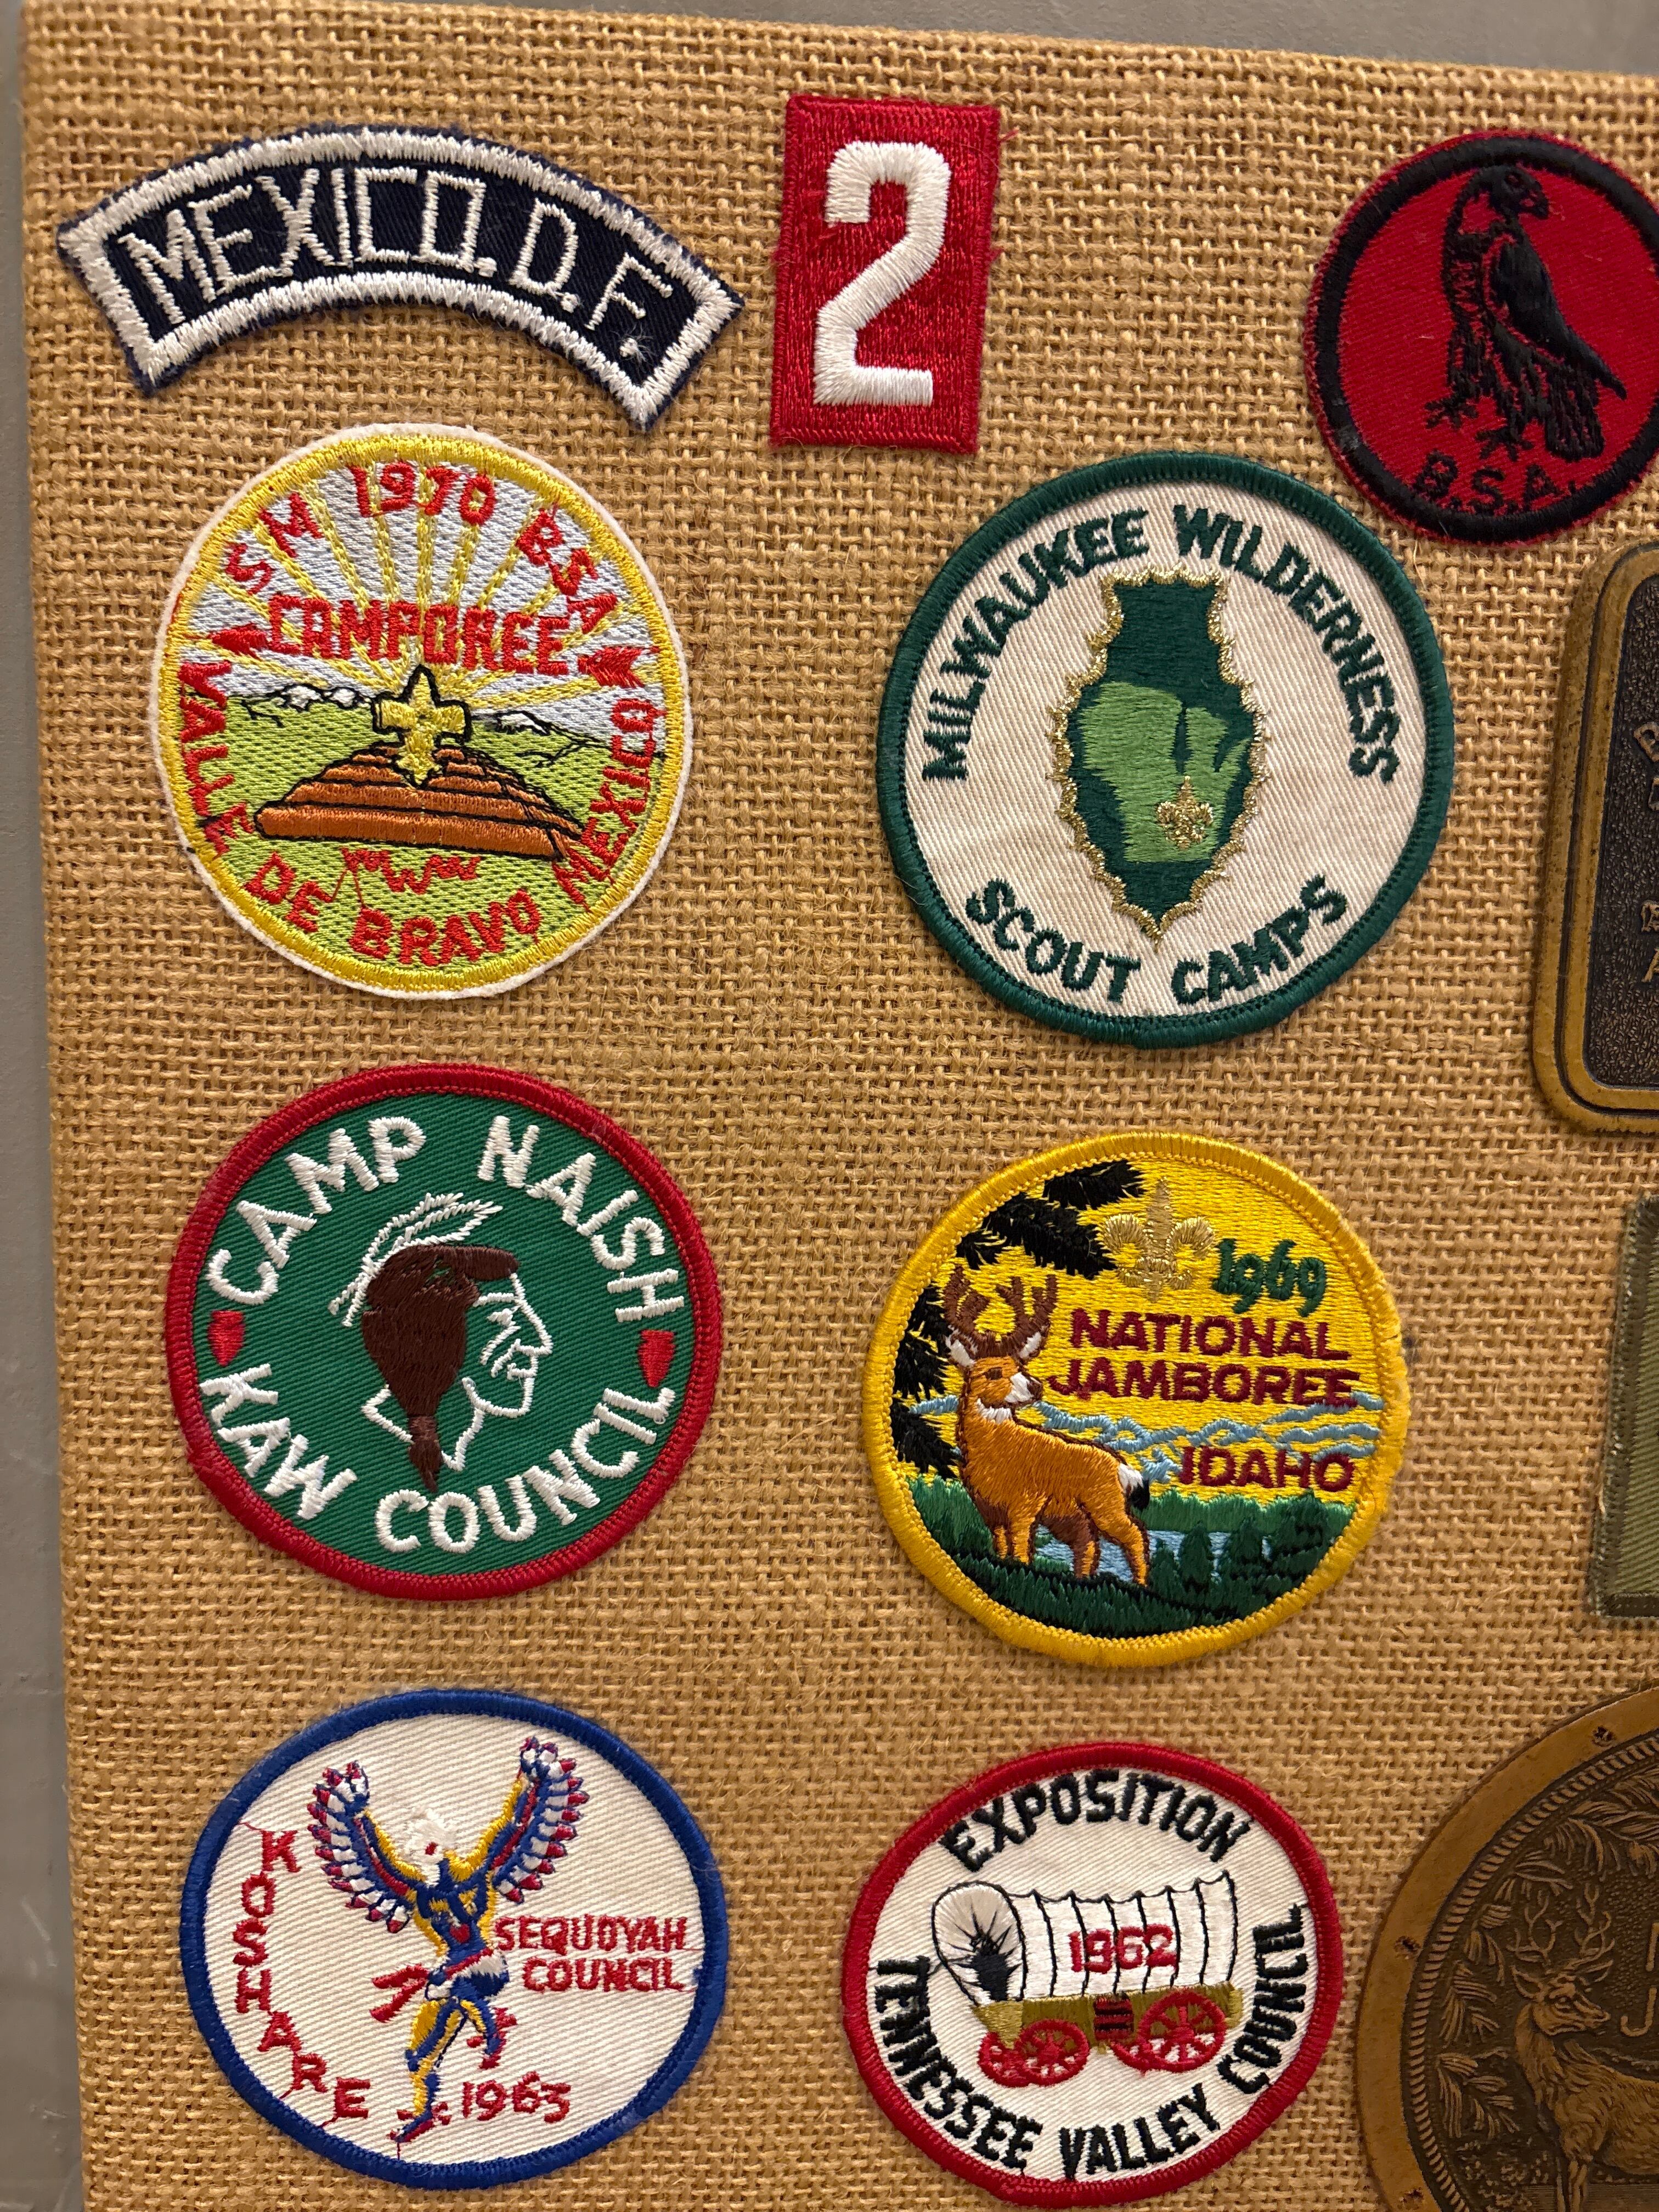 MEXICO. D. F.
2
B.S.A.
S M 1970 BSA
CAMPOREE
VALLE DE BRAVO MEXICO
MILWAUKEE WILDERNESS
SCOUT CAMPS
CAMP NAISH
KAW COUNCIL
1969
NATIONAL
JAMBOREE
IDAHO
KOSHARE
SEQUOYAH
COUNCIL
1963
EXPOSITION
1962
TENNESSEE VALLEY COUNCIL